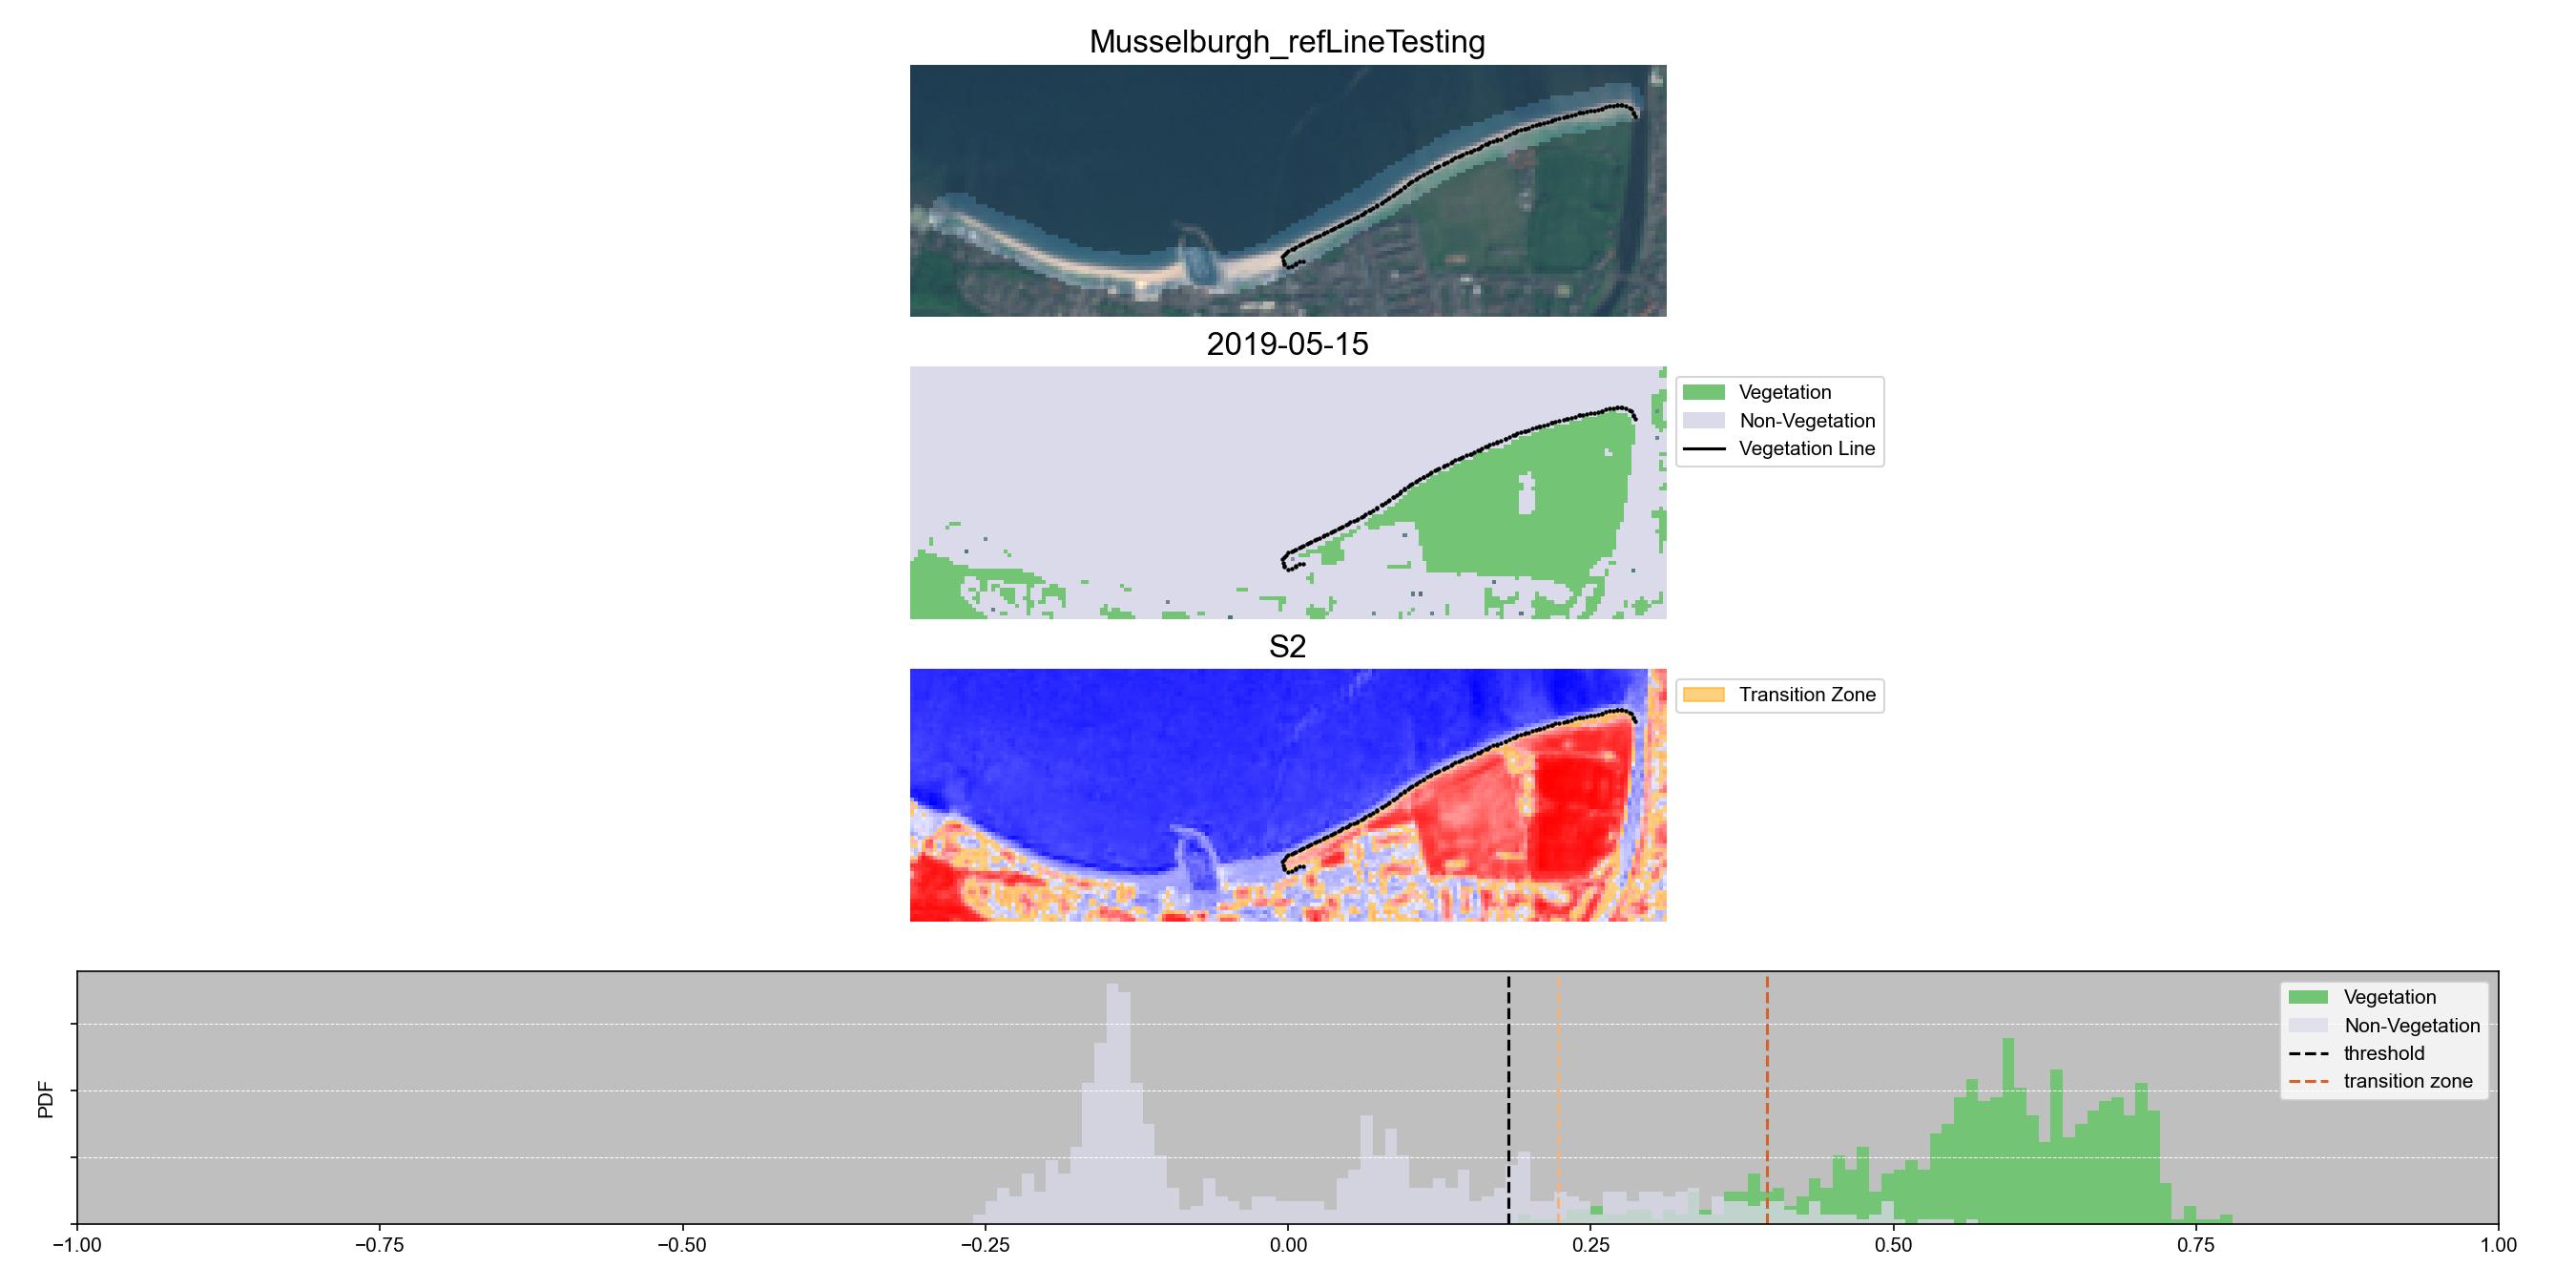 Musselburgh_refLineTesting
2019-05-15
Vegetation
Non-Vegetation
Vegetation Line
S2
Transition Zone
PDF
Vegetation
Non-Vegetation
threshold
transition zone
−1.00 −0.75 −0.50 −0.25 0.00 0.25 0.50 0.75 1.00